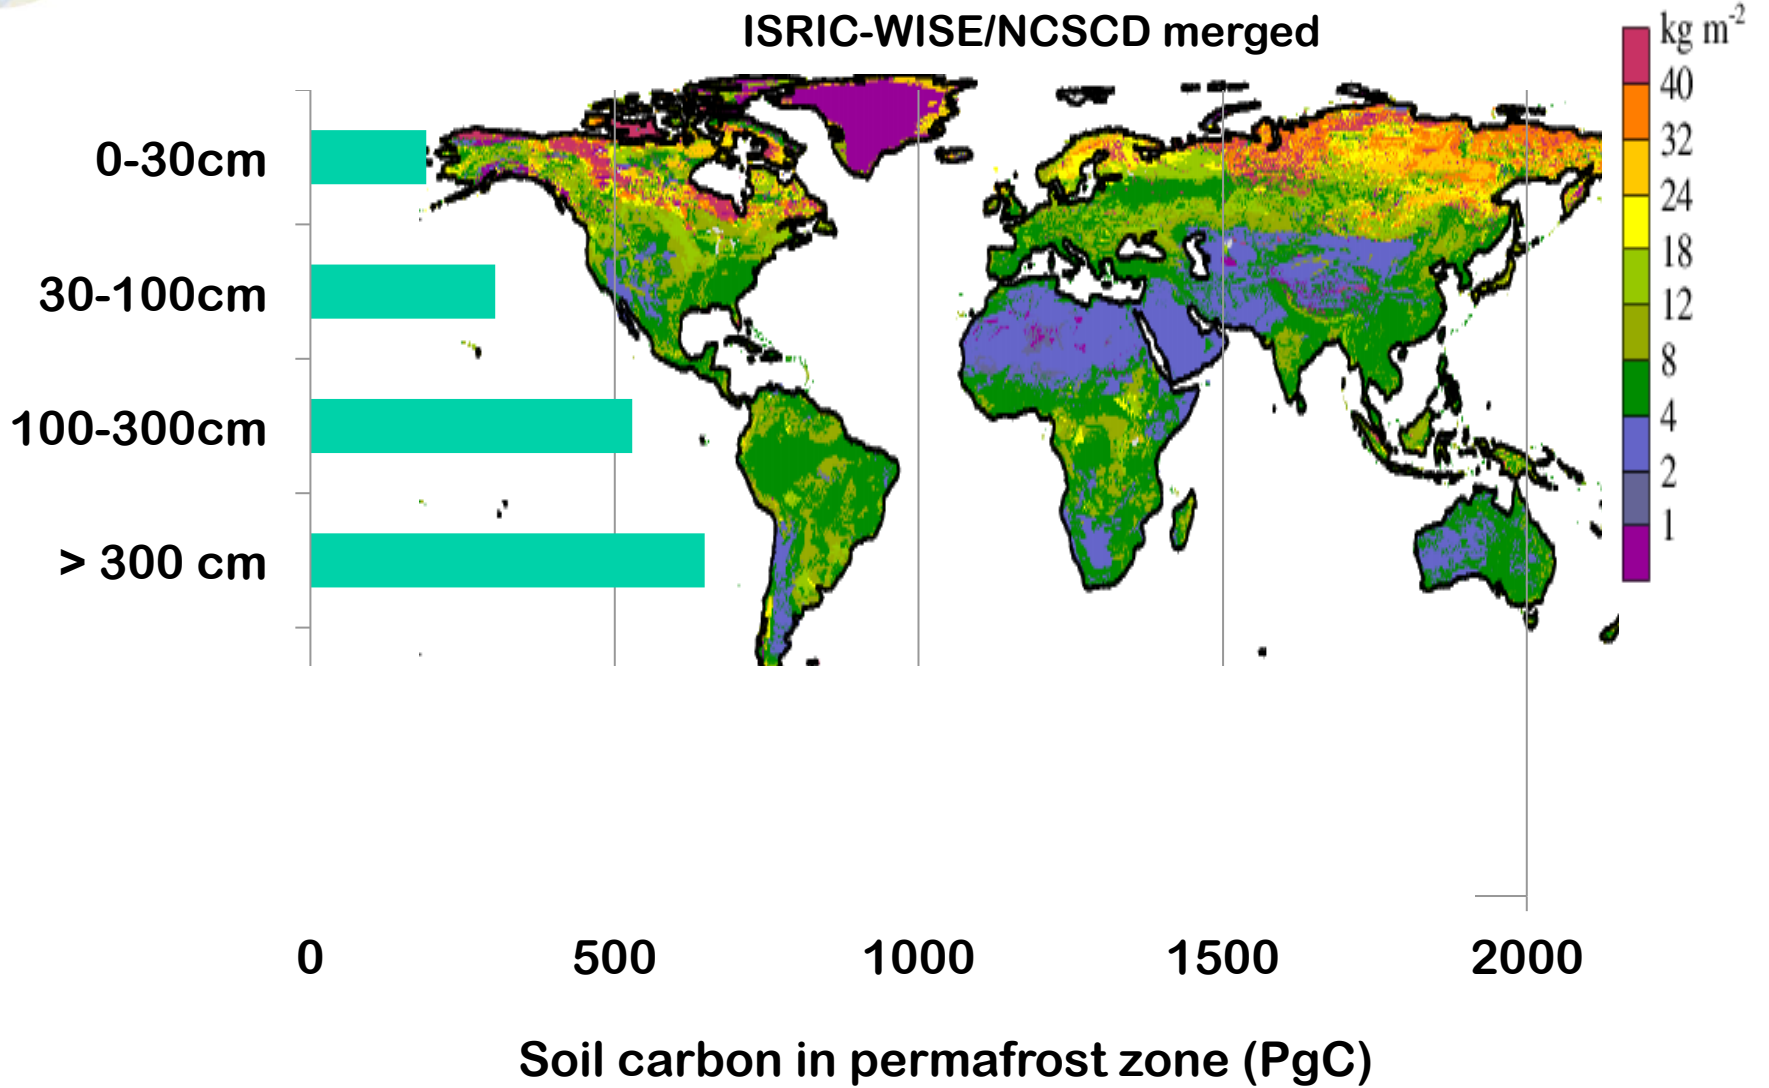 ISRIC-WISE/NCSCD merged
kg m-2
40
32
24
18
12
8
4
2
1
0-30cm
30-100cm
100-300cm
> 300 cm
0 500 1000 1500 2000
Soil carbon in permafrost zone (PgC)